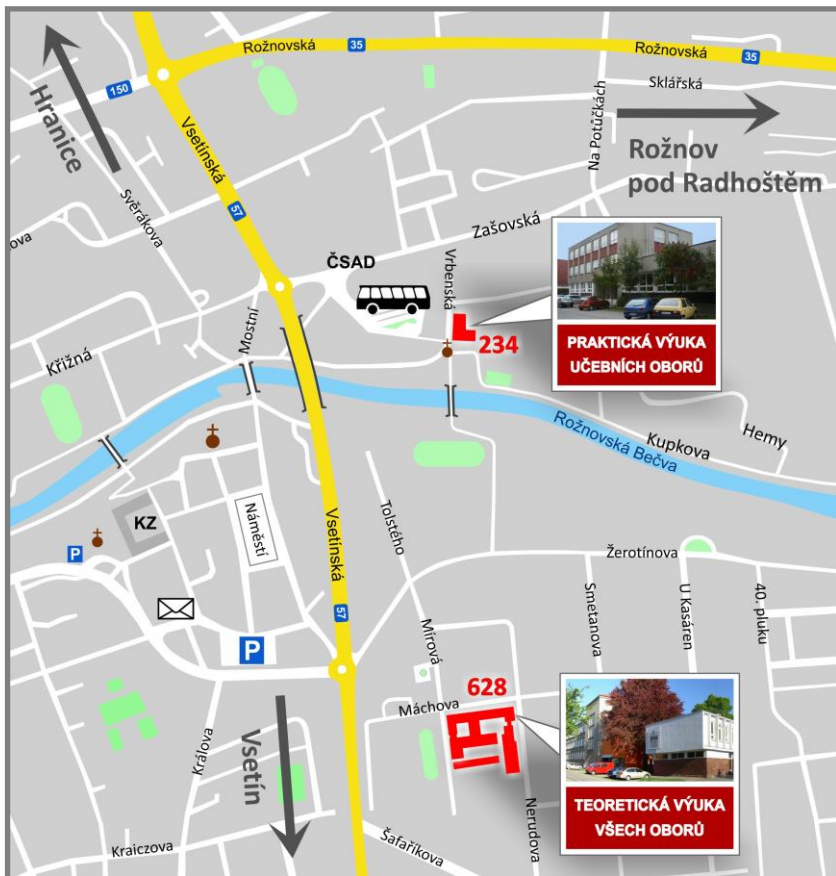 Rožnovská
35
Rožnovská
35
150
Sklářská
Hranice
Vsetínská
57
Na Potůčkách
Rožnov
pod Radhoštěm
Svěrákova
ova
Zašovská
ČSAD
Vrbenská
Mostní
234
PRAKTICKÁ VÝUKA
UČEBNÍCH OBORŮ
Křižná
Hemy
Kupkova
Rožnovská Bečva
KZ
Náměstí
Tolstého
Vsetínská
57
P
P
Žerotínova
Smetanova
U Kasáren
40. pluku
Mírová
628
Máchova
Králova
Vsetín
Nerudova
TEORETICKÁ VÝUKA
VŠECH OBORŮ
Kraiczova
Šafaříkova